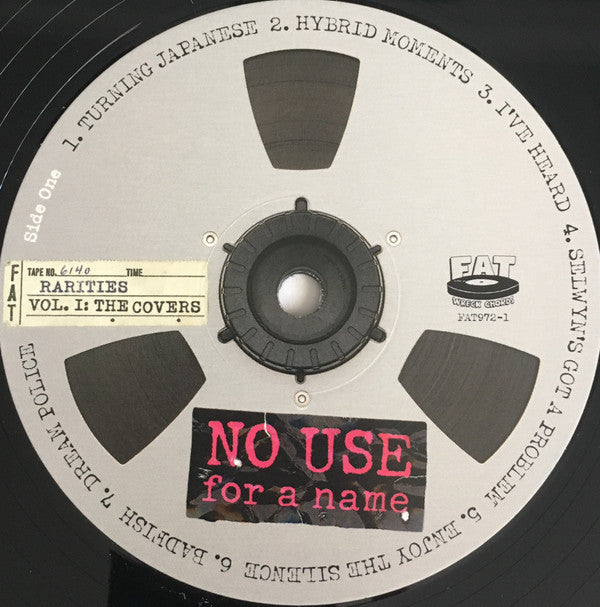 1. TURNING JAPANESE 2. HYBRID MOMENTS 3. I'VE HEARD 4. SELWYN'S GOT A PROBLEM 5. ENJOY THE SILENCE 6. BADFISH 7. DREAM POLICE
Side One
FAT
TAPE NO. 6140 TIME
RARITIES
VOL. I: THE COVERS
FAT
WRECK CHORDS
FAT972-1
NO USE
for a name